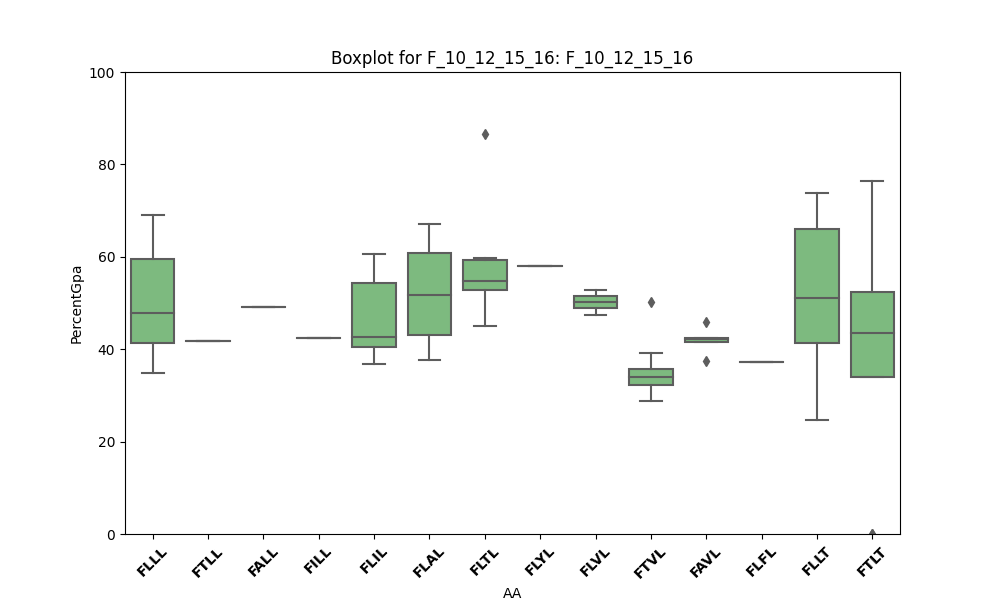 Boxplot for F_10_12_15_16: F_10_12_15_16
100
80
60
40
20
0
PercentGpa
FLLL
FTLL
FALL
FILL
FLIL
FLAL
FLTL
FLYL
FLVL
FTVL
FAVL
FLFL
FLLT
FTLT
AA